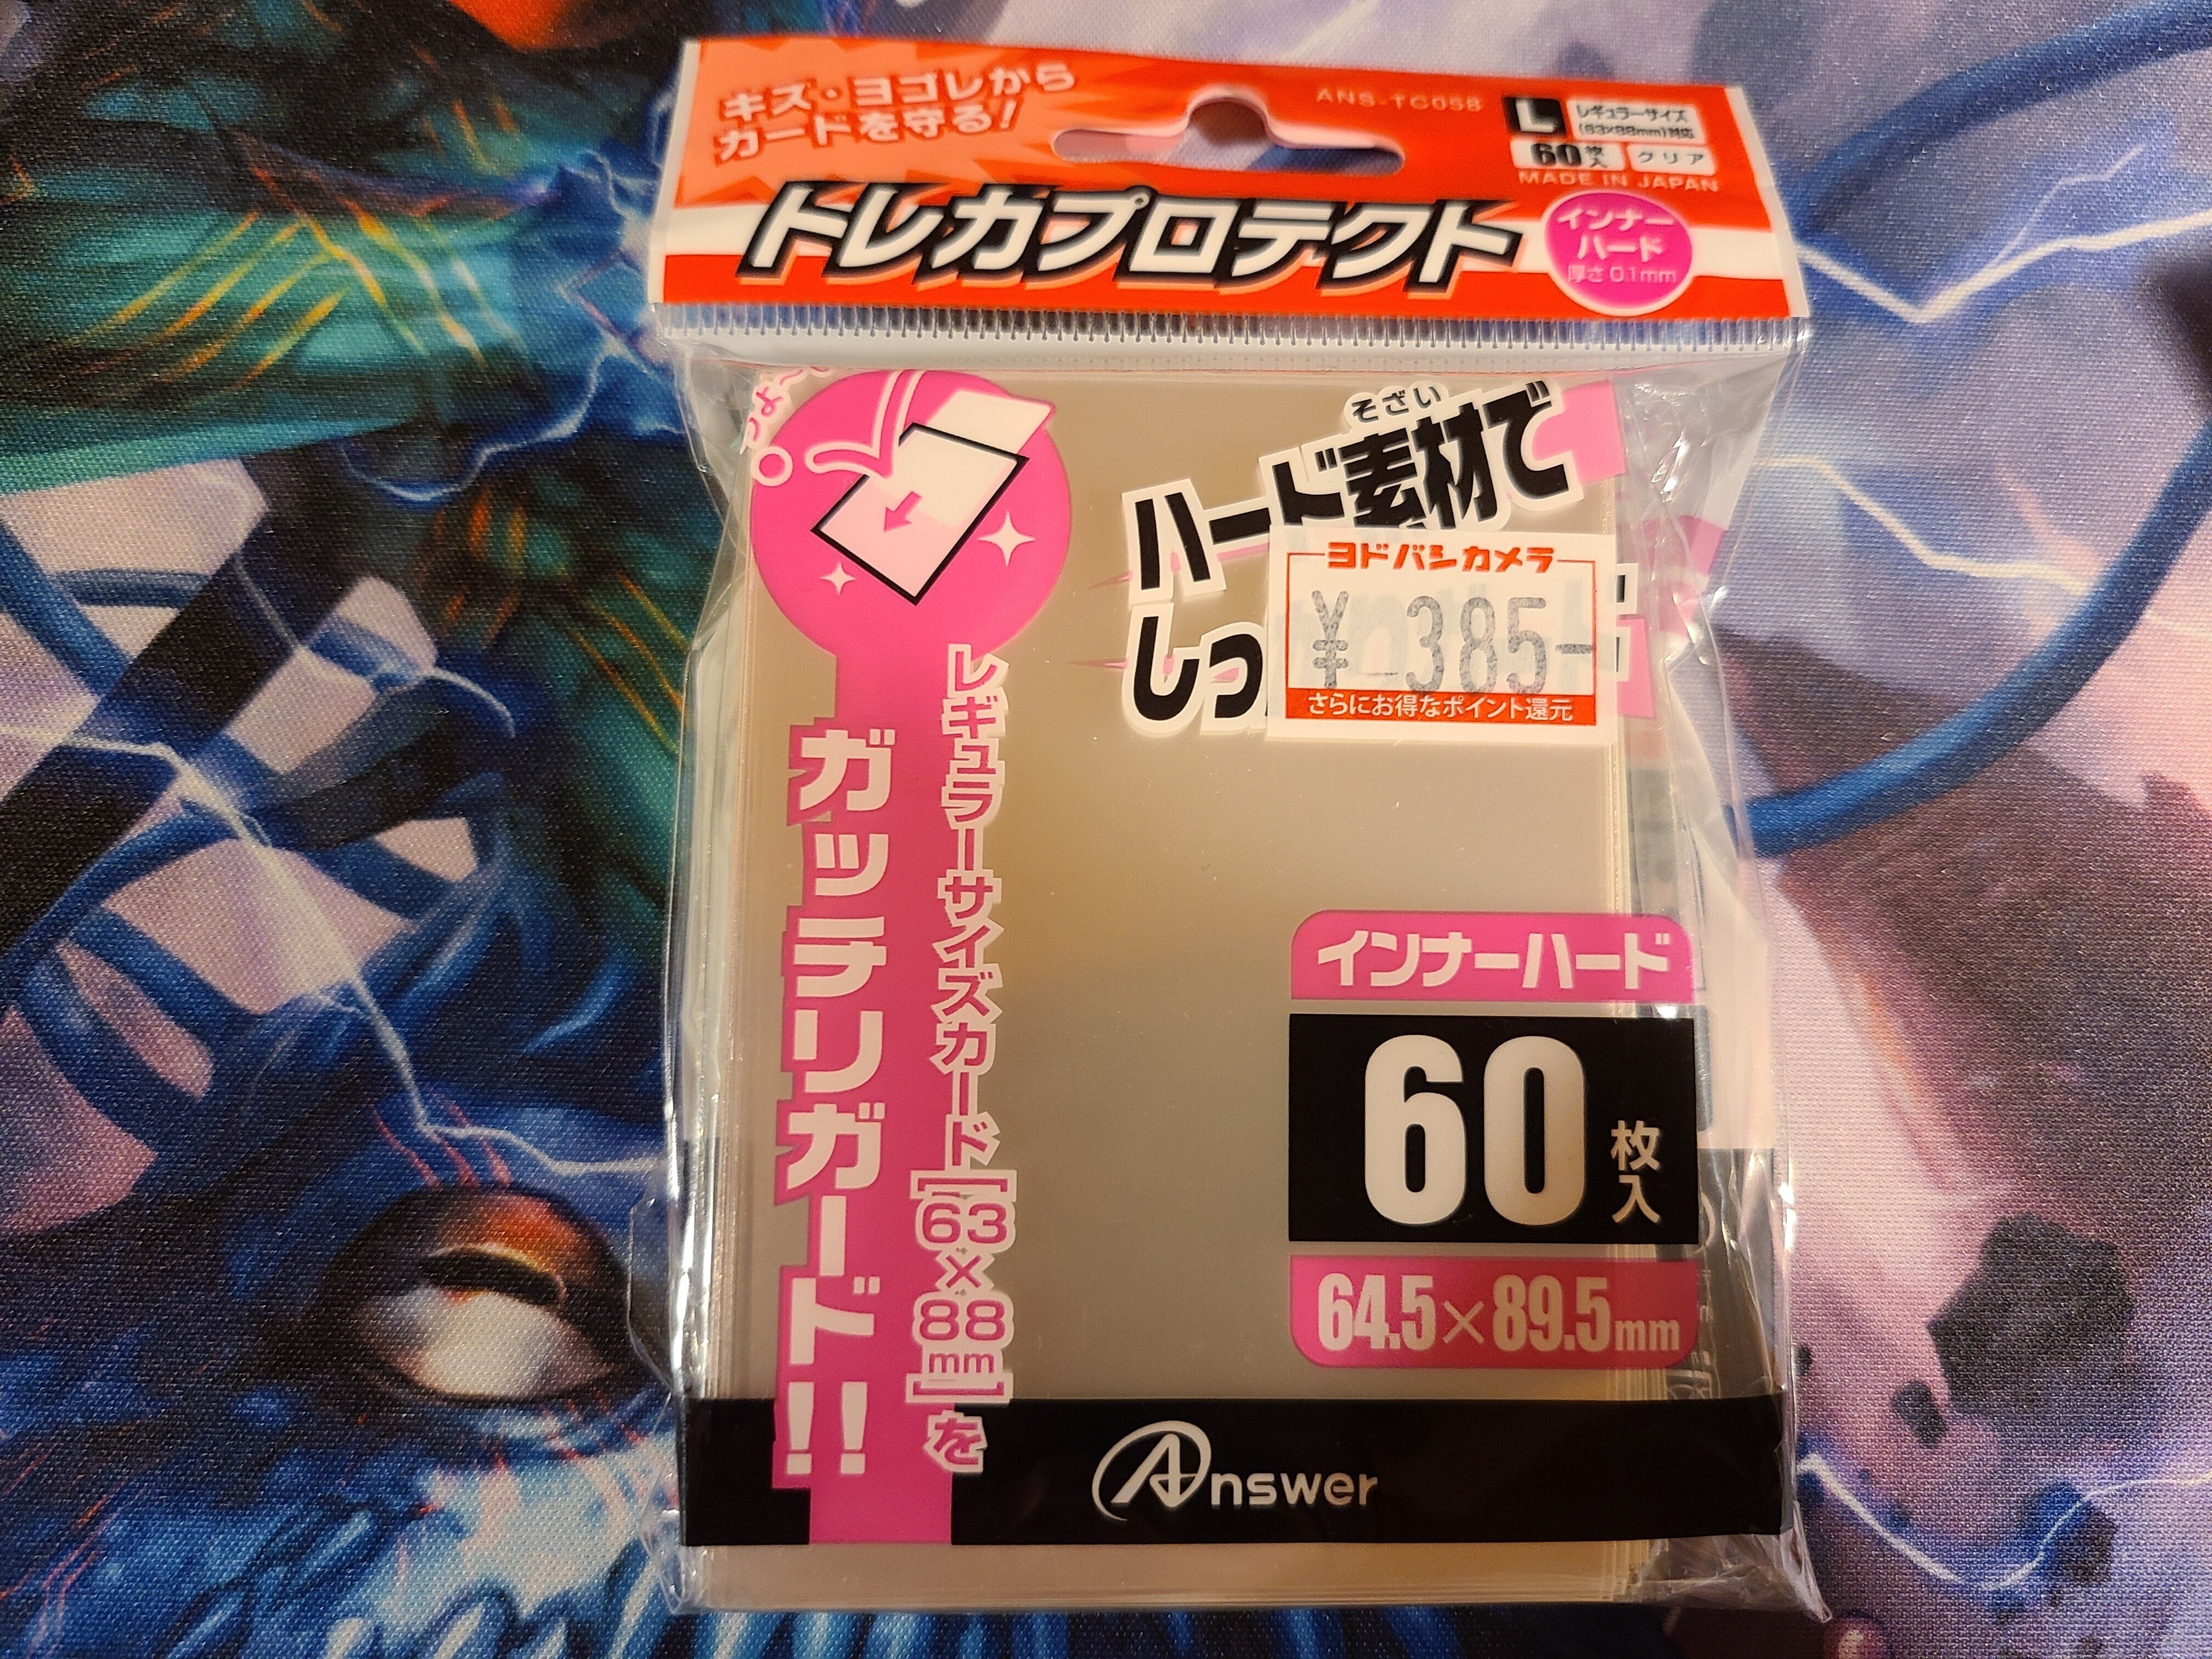 キズ・ヨゴレから
カードを守る!
ANS-TC058
L
レギュラーサイズ
(63×88mm)対応
60枚入
クリア
MADE IN JAPAN
トレカプロテクト
インナー
ハード
厚さ 0.1mm
そざい
ハード素材で
しっ
ヨドバシカメラ
¥ 385-
さらにお得なポイント還元
レギュラーサイズカード[63×88mm]を
ガッチリガード!!
インナーハード
60枚入
64.5×89.5mm
Answer